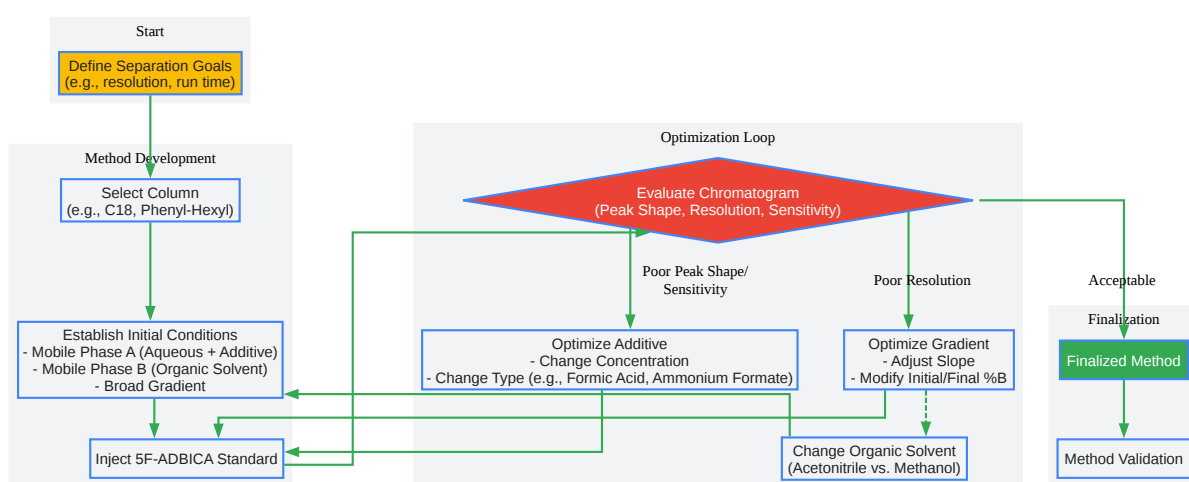 Start
Define Separation Goals
(e.g., resolution, run time)
Method Development
Select Column
(e.g., C18, Phenyl-Hexyl)
Establish Initial Conditions
- Mobile Phase A (Aqueous + Additive)
- Mobile Phase B (Organic Solvent)
- Broad Gradient
Inject 5F-ADBICA Standard
Optimization Loop
Evaluate Chromatogram
(Peak Shape, Resolution, Sensitivity)
Poor Peak Shape/
Sensitivity
Poor Resolution
Acceptable
Optimize Additive
- Change Concentration
- Change Type (e.g., Formic Acid, Ammonium Formate)
Optimize Gradient
- Adjust Slope
- Modify Initial/Final %B
Change Organic Solvent
(Acetonitrile vs. Methanol)
Finalization
Finalized Method
Method Validation